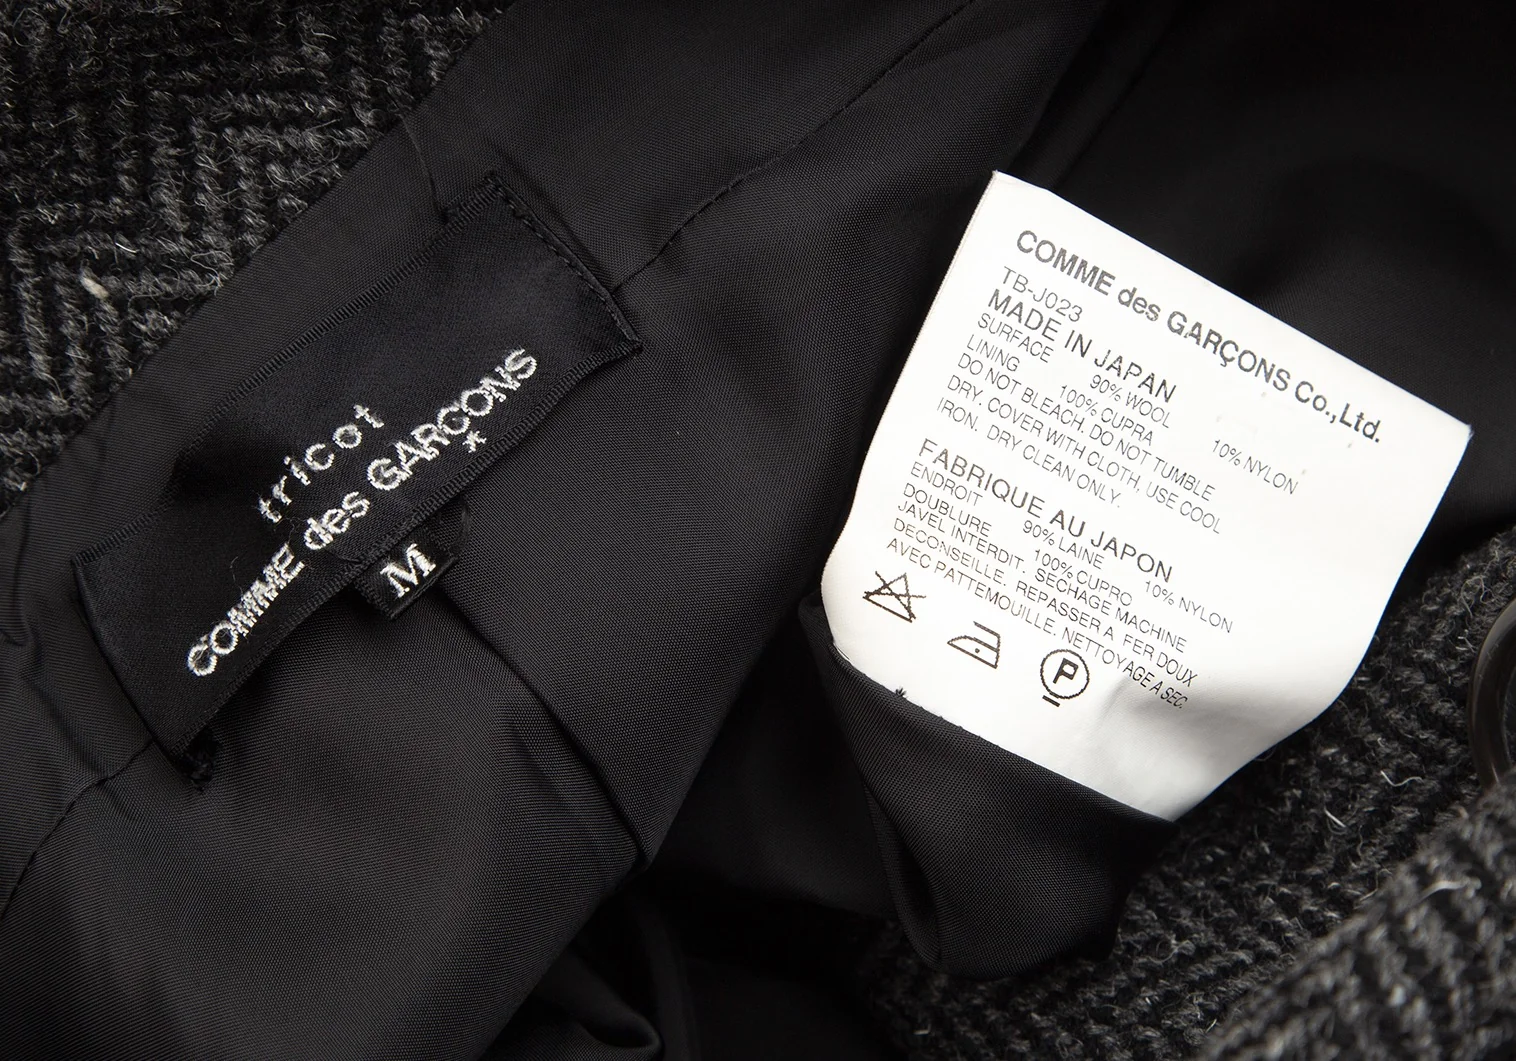 tricot
COMME des GARÇONS
*
M
COMME des GARÇONS Co.,Ltd.
TB-J023
MADE IN JAPAN
SURFACE 90% WOOL 10% NYLON
LINING 100% CUPRA
DO NOT BLEACH. DO NOT TUMBLE
DRY. COVER WITH CLOTH, USE COOL
IRON. DRY CLEAN ONLY.
FABRIQUE AU JAPON
ENDROIT 90% LAINE 10% NYLON
DOUBLURE 100% CUPRO
JAVEL INTERDIT. SECHAGE MACHINE
DECONSEILLE. REPASSER A FER DOUX
AVEC PATTEMOUILLE. NETTOYAGE A SEC.
P